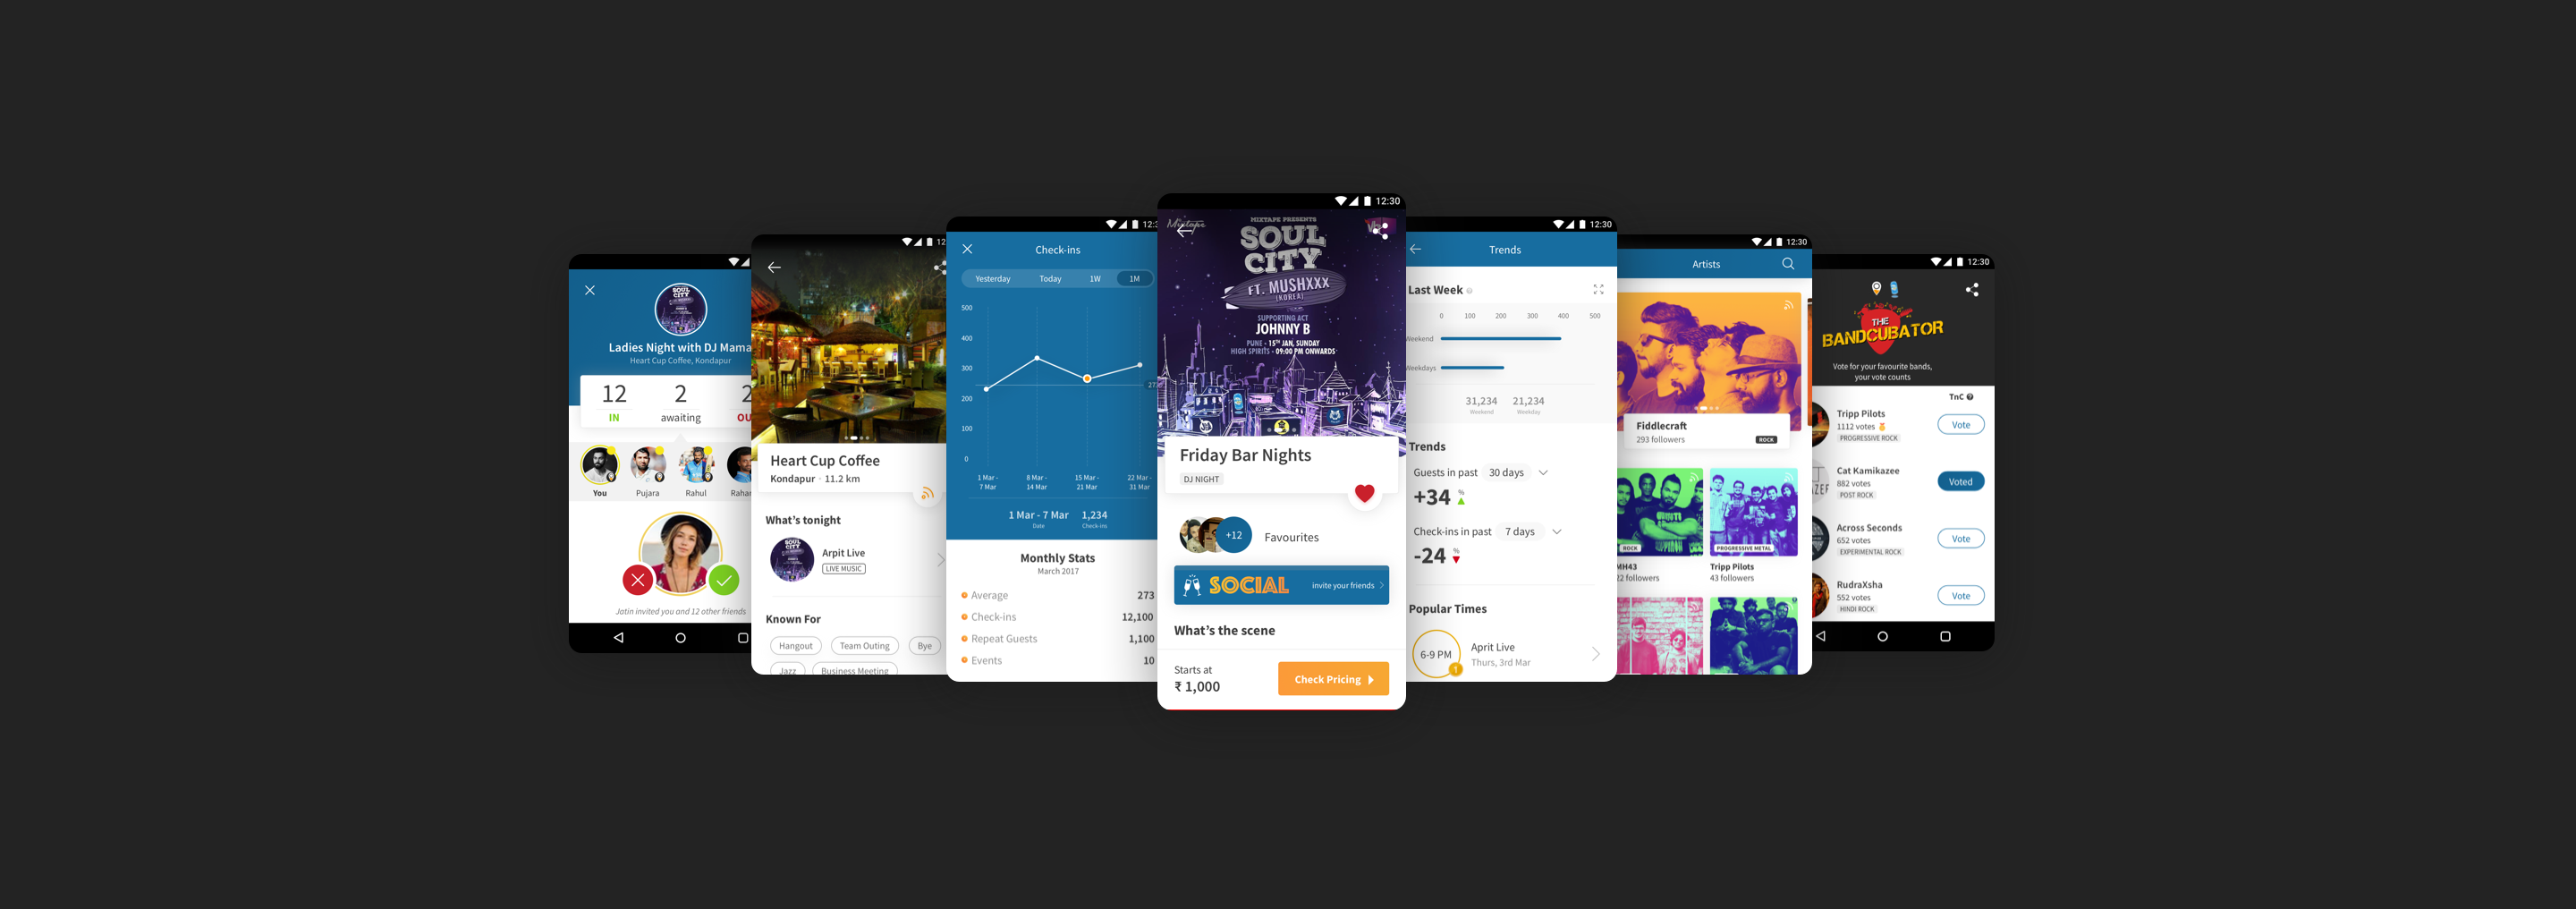 Ladies Night with DJ Mama
Heart Cup Coffee, Kondapur
12
2
2
IN
awaiting
OU
You
Pujara
Rahul
Rahan
Jatin invited you and 12 other friends
12
Heart Cup Coffee
Kondapur · 11.2 km
What's tonight
SOUL
CITY
Arpit Live
LIVE MUSIC
Known For
Hangout
Team Outing
Bye
Jazz
Business Meeting
12:3
Check-ins
Yesterday
Today
1W
1M
500
400
300
27
200
100
0
1 Mar -
7 Mar
8 Mar -
14 Mar
15 Mar -
21 Mar
22 Mar -
31 Mar
1 Mar - 7 Mar
1,234
Date
Check-ins
Monthly Stats
March 2017
Average
273
Check-ins
12,100
Repeat Guests
1,100
Events
10
12:30
Mixtape
MIXTAPE PRESENTS
SOUL
CITY
FT. MUSHXXX
(KOREA)
SUPPORTING ACT
JOHNNY B
PUNE - 15TH JAN, SUNDAY
HIGH SPIRITS - 09:00 PM ONWARDS
Friday Bar Nights
DJ NIGHT
+12
Favourites
SOCIAL
invite your friends
What's the scene
Starts at
₹ 1,000
Check Pricing
12:30
Trends
Last Week
0
100
200
300
400
500
Weekend
Weekdays
31,234
21,234
Weekend
Weekday
Trends
Guests in past
30 days
+34 %
Check-ins in past
7 days
-24 %
Popular Times
6-9 PM
1
Aprit Live
Thurs, 3rd Mar
12:30
Artists
Fiddlecraft
293 followers
ROCK
ROCK
PROGRESSIVE METAL
MH43
22 followers
Tripp Pilots
43 followers
12:30
THE
BANDCUBATOR
Vote for your favourite bands,
your vote counts
TnC
Tripp Pilots
1112 votes
PROGRESSIVE ROCK
Vote
Cat Kamikazee
882 votes
POST ROCK
Voted
Across Seconds
652 votes
EXPERIMENTAL ROCK
Vote
RudraXsha
552 votes
HINDI ROCK
Vote